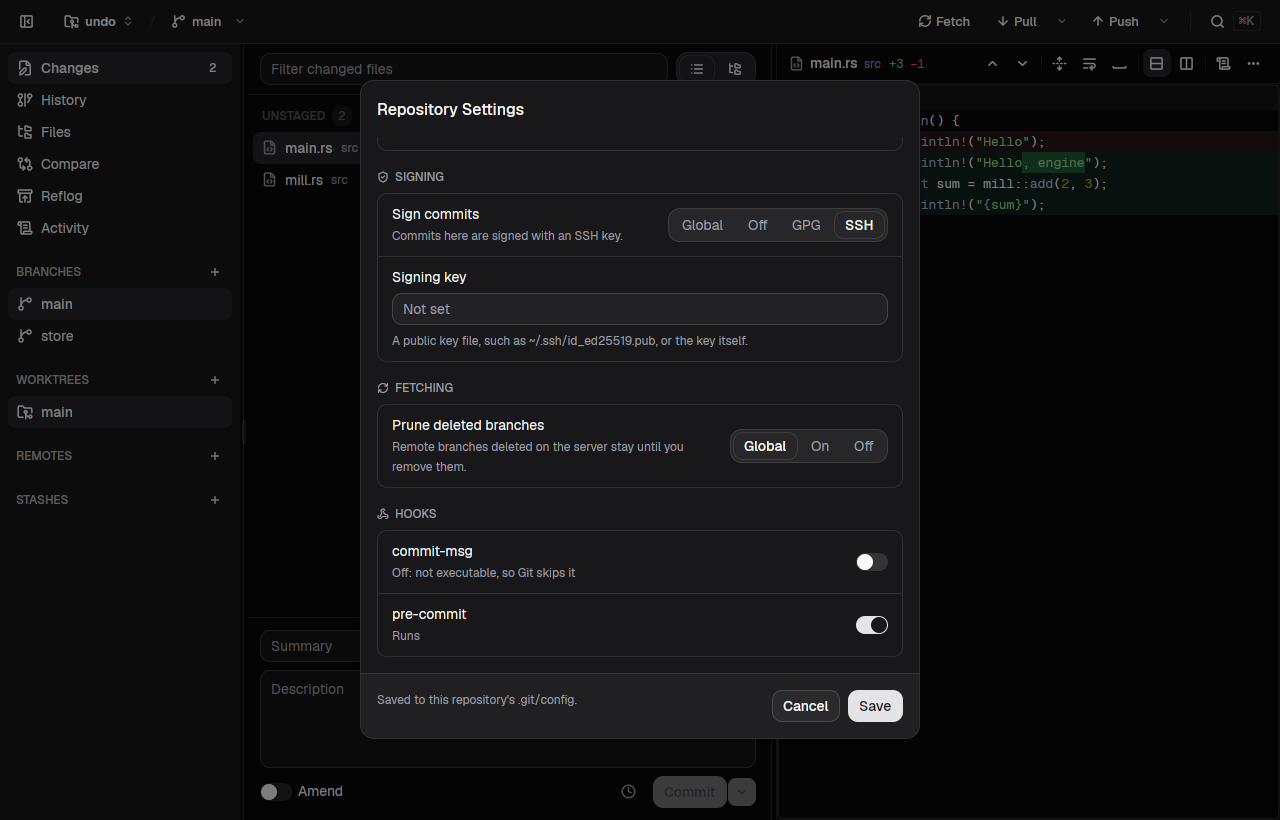 undo
/
main
Fetch
Pull
Push
⌘K
Changes
2
History
Files
Compare
Reflog
Activity
BRANCHES
main
store
WORKTREES
main
REMOTES
STASHES
Filter changed files
UNSTAGED 2
main.rs src
mill.rs src
Summary
Description
Amend
Commit
main.rs src +3 −1
n() {
intln!("Hello");
intln!("Hello, engine");
t sum = mill::add(2, 3);
intln!("{sum}");
Repository Settings
SIGNING
Sign commits
Commits here are signed with an SSH key.
Global Off GPG SSH
Signing key
Not set
A public key file, such as ~/.ssh/id_ed25519.pub, or the key itself.
FETCHING
Prune deleted branches
Remote branches deleted on the server stay until you
remove them.
Global On Off
HOOKS
commit-msg
Off: not executable, so Git skips it
pre-commit
Runs
Saved to this repository's .git/config.
Cancel
Save